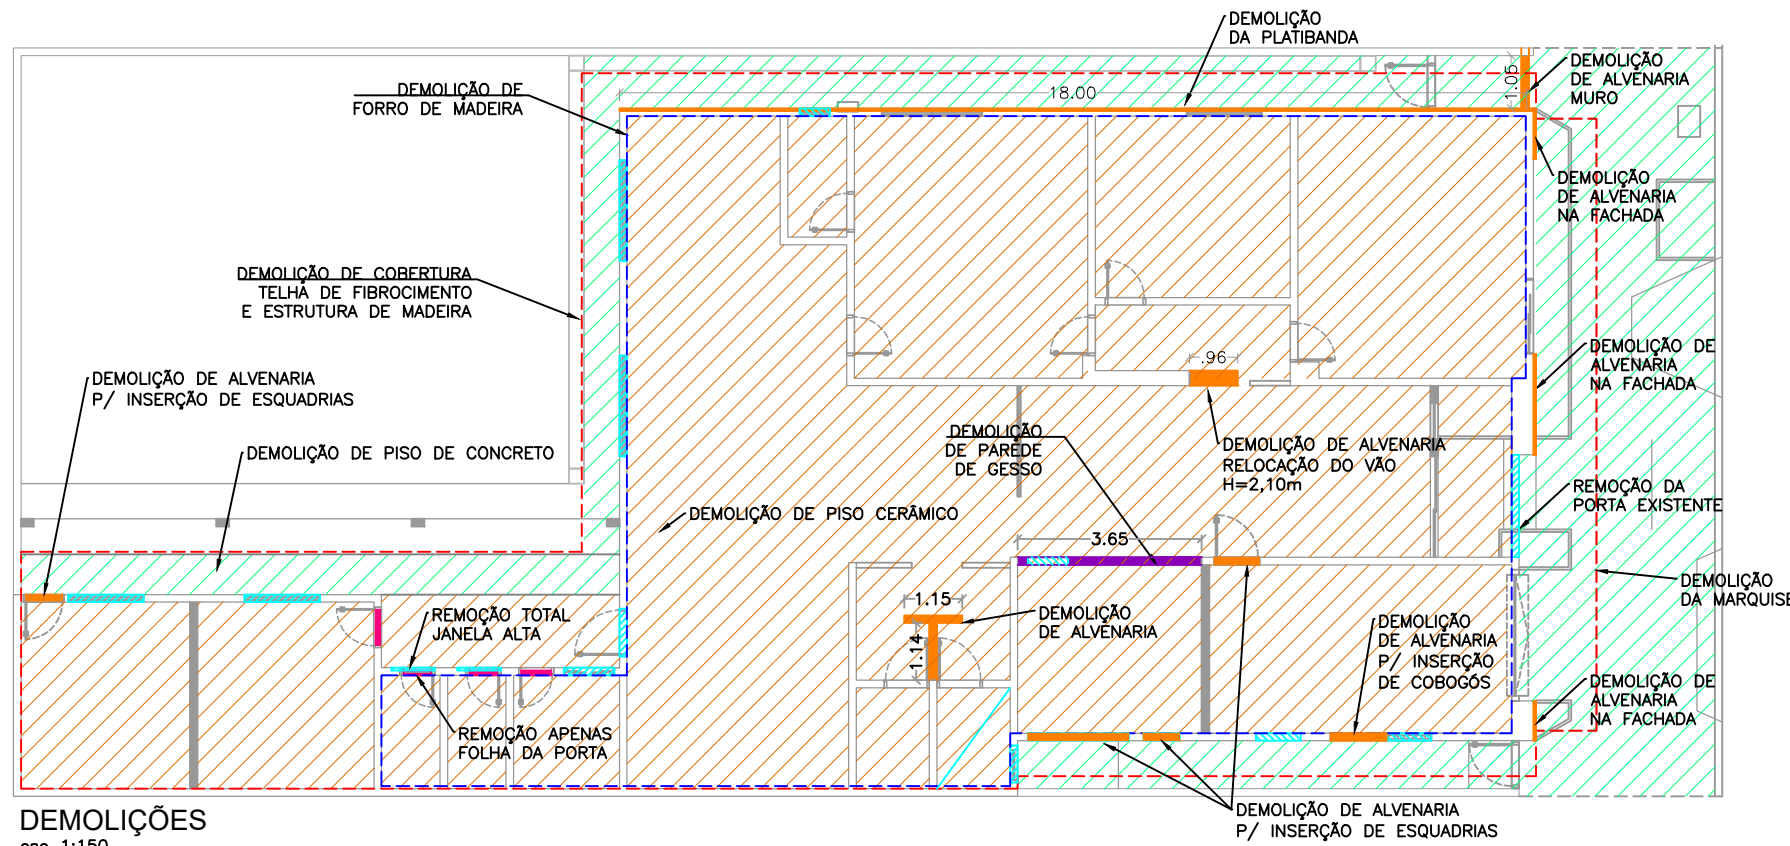 DEMOLIÇÃO
DA PLATIBANDA
DEMOLIÇÃO DE
FORRO DE MADEIRA
18.00
1.05
DEMOLIÇÃO
DE ALVENARIA
MURO
DEMOLIÇÃO
DE ALVENARIA
NA FACHADA
DEMOLIÇÃO DE COBERTURA
TELHA DE FIBROCIMENTO
E ESTRUTURA DE MADEIRA
DEMOLIÇÃO DE
ALVENARIA
NA FACHADA
.96
DEMOLIÇÃO DE ALVENARIA
P/ INSERÇÃO DE ESQUADRIAS
DEMOLIÇÃO
DE PAREDE
DE GESSO
DEMOLIÇÃO DE ALVENARIA
RELOCAÇÃO DO VÃO
H=2,10m
DEMOLIÇÃO DE PISO DE CONCRETO
REMOÇÃO DA
PORTA EXISTENTE
DEMOLIÇÃO DE PISO CERÂMICO
3.65
DEMOLIÇÃO
DA MARQUISE
1.15
1.14
DEMOLIÇÃO
DE ALVENARIA
REMOÇÃO TOTAL
JANELA ALTA
DEMOLIÇÃO
DE ALVENARIA
P/ INSERÇÃO
DE COBOGÓS
DEMOLIÇÃO DE
ALVENARIA
NA FACHADA
REMOÇÃO APENAS
FOLHA DA PORTA
DEMOLIÇÃO DE ALVENARIA
P/ INSERÇÃO DE ESQUADRIAS
DEMOLIÇÕES
1:150